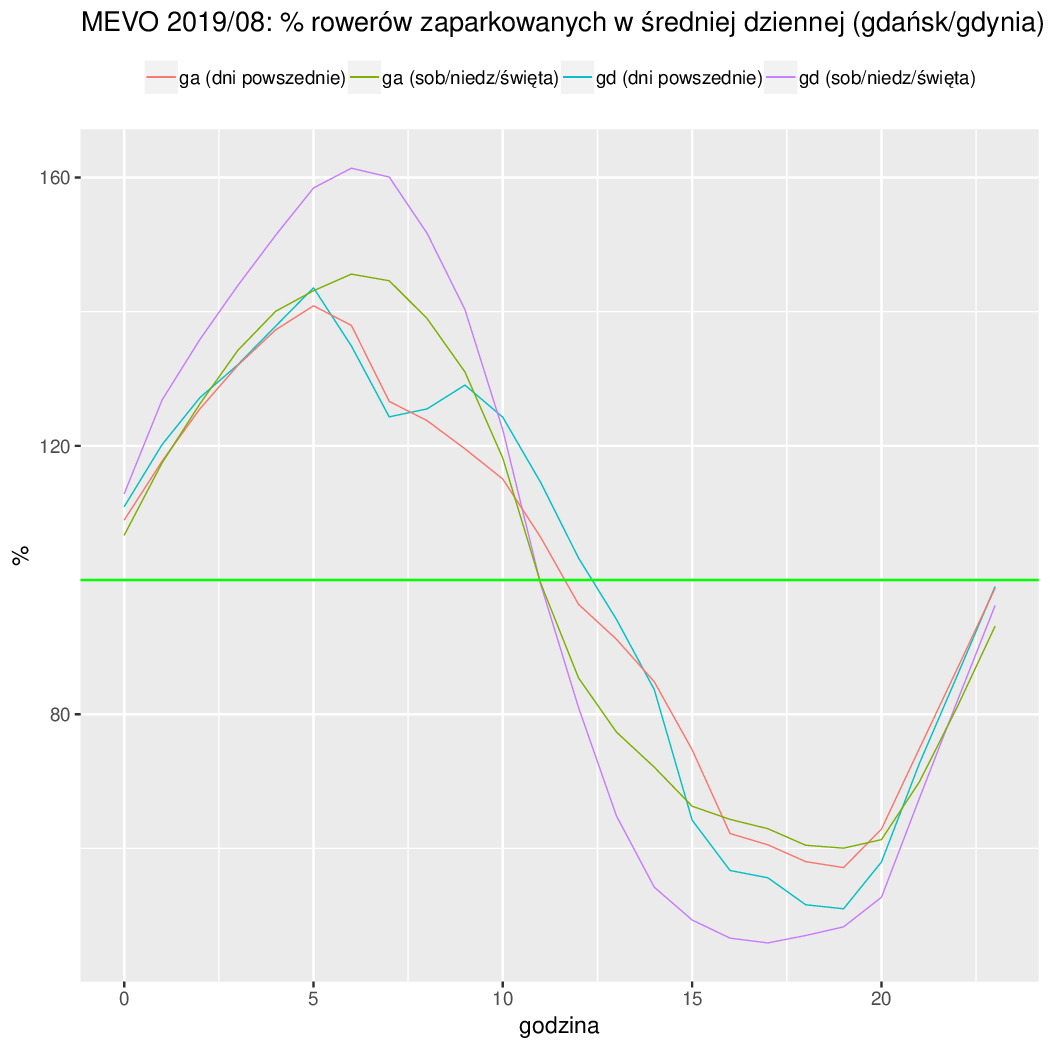 MEVO 2019/08: % rowerów zaparkowanych w średniej dziennej (gdańsk/gdynia)
ga (dni powszednie) ga (sob/niedz/święta) gd (dni powszednie) gd (sob/niedz/święta)
160
120
80
%
0 5 10 15 20
godzina